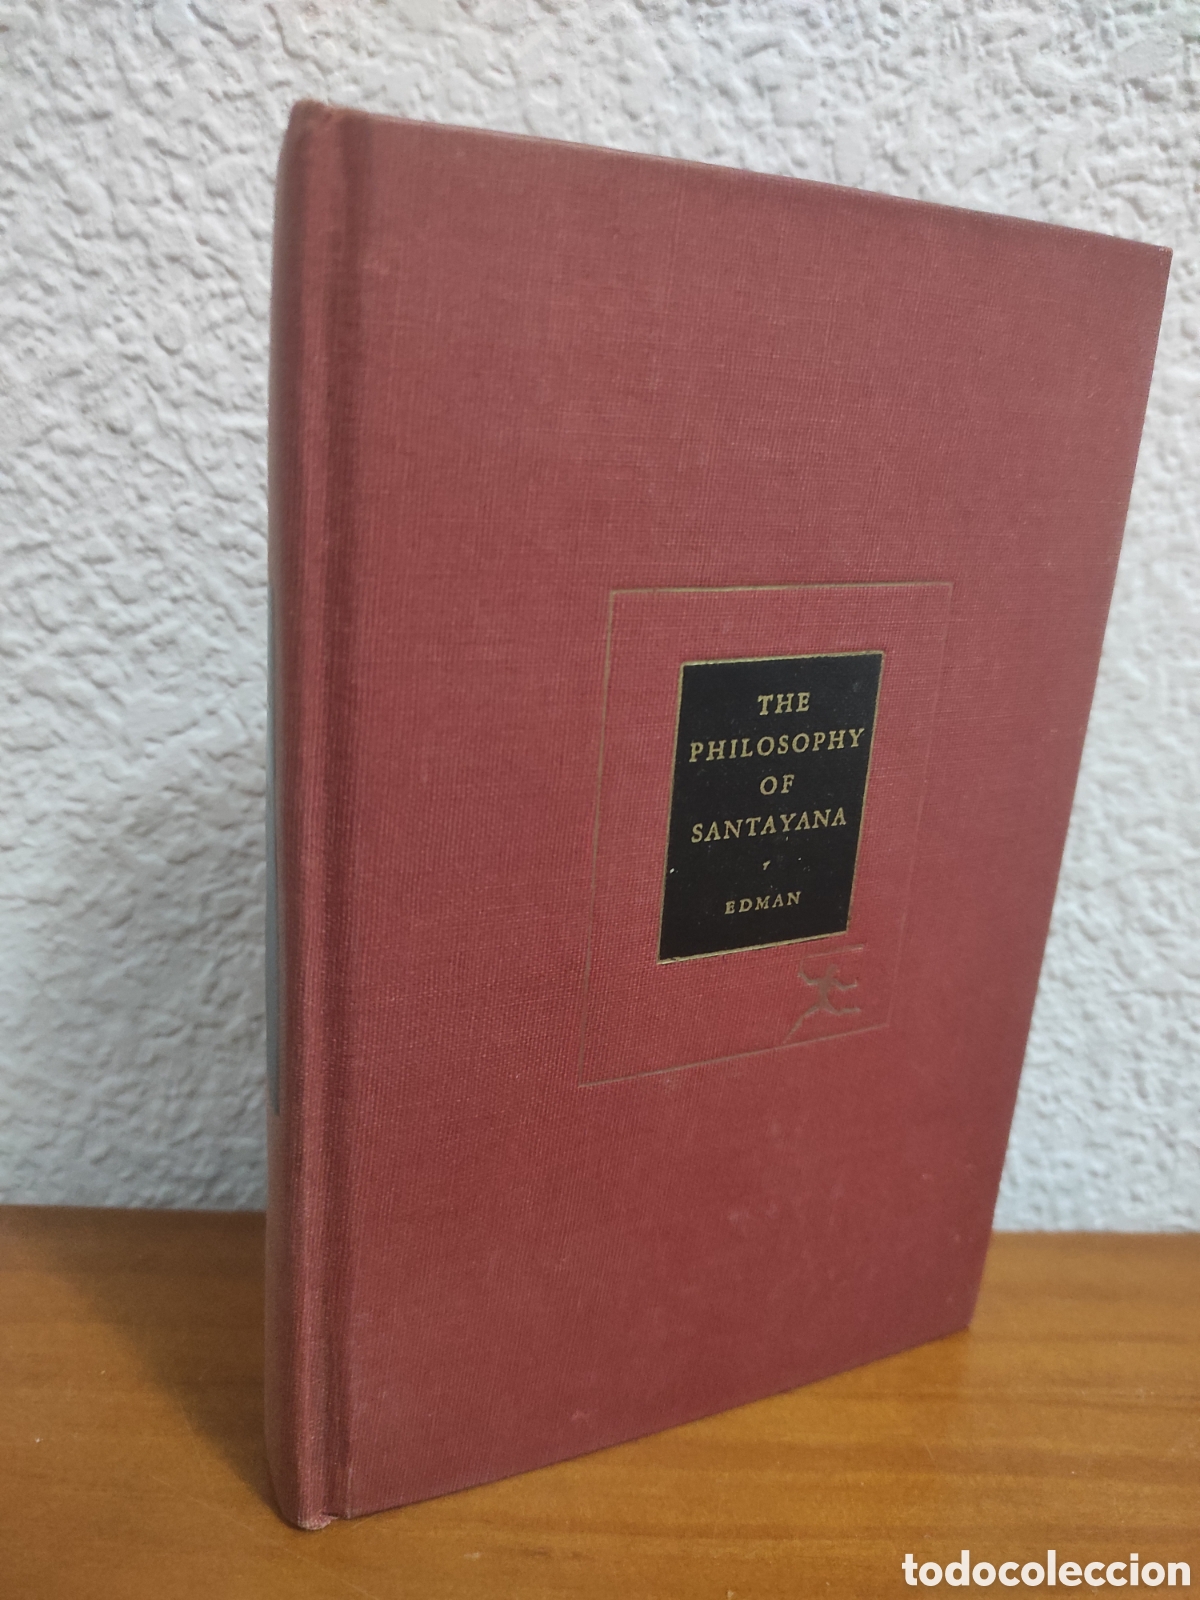 THE
PHILOSOPHY
OF
SANTAYANA
EDMAN
todocoleccion